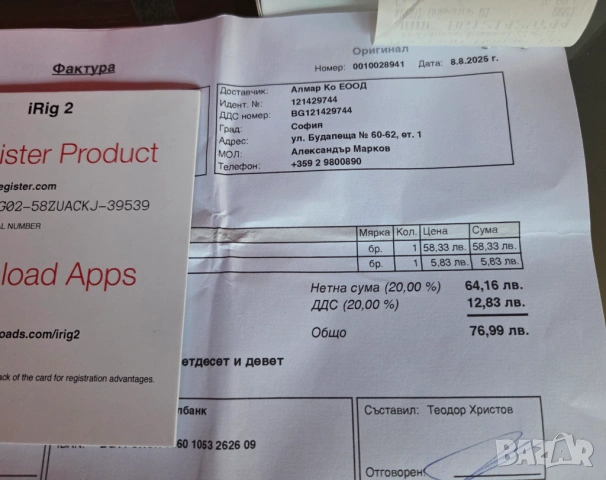 Оригинал
Фактура
Номер: 0010028941 Дата: 8.8.2025 г.
Доставчик: Алмар Ко ЕООД
Идент. №: 121429744
ДДС номер: BG121429744
Град: София
Адрес: ул. Будапеща № 60-62, ет. 1
МОЛ: Александър Марков
Телефон: +359 2 9800890
iRig 2
ister Product
egister.com
G02-58ZUACKJ-39539
AL NUMBER
load Apps
oads.com/irig2
ack of the card for registration advantages.
Мярка Кол. Цена Сума
бр. 1 58,33 лв. 58,33 лв.
бр. 1 5,83 лв. 5,83 лв.
Нетна сума (20,00 %) 64,16 лв.
ДДС (20,00 %) 12,83 лв.
Общо 76,99 лв.
етдесет и девет
лбанк
60 1053 2626 09
Съставил: Теодор Христов
Отговорен
BAZAR